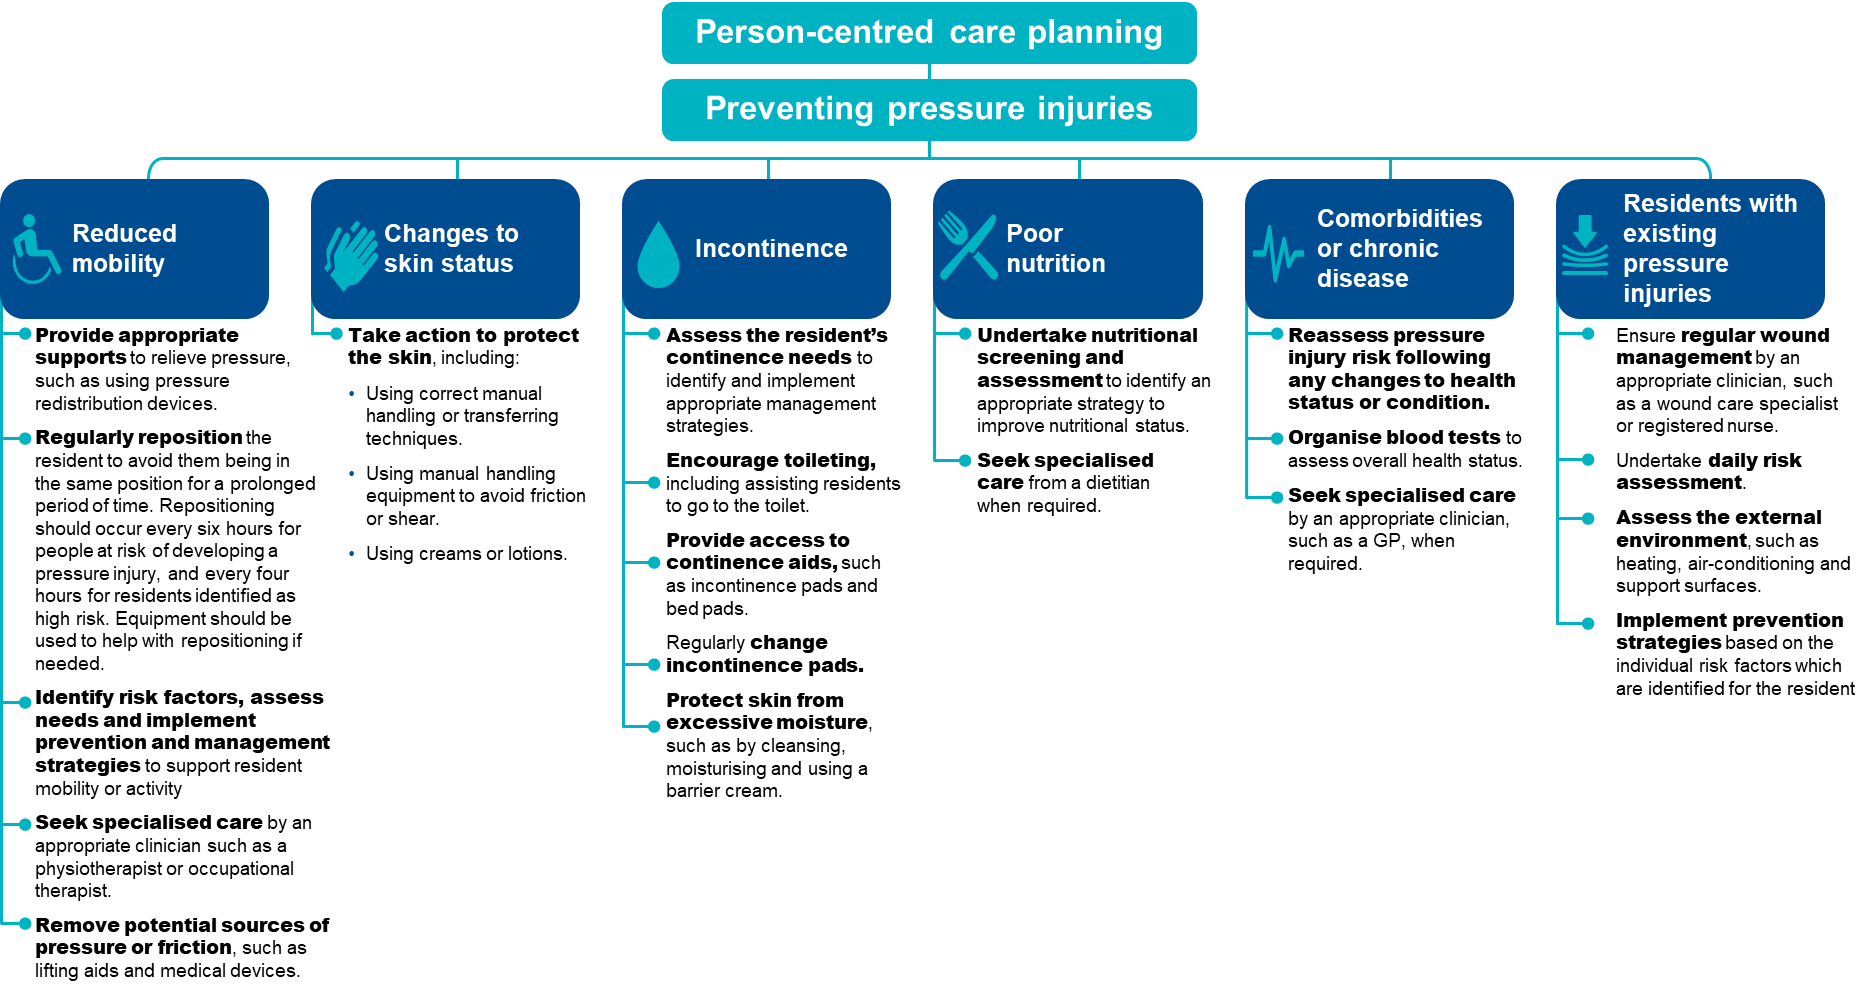 Person-centred care planning
Preventing pressure injuries
Reduced
mobility
Provide appropriate
supports to relieve pressure,
such as using pressure
redistribution devices.
Regularly reposition the
resident to avoid them being in
the same position for a prolonged
period of time. Repositioning
should occur every six hours for
people at risk of developing a
pressure injury, and every four
hours for residents identified as
high risk. Equipment should be
used to help with repositioning if
needed.
Identify risk factors, assess
needs and implement
prevention and management
strategies to support resident
mobility or activity
Seek specialised care by an
appropriate clinician such as a
physiotherapist or occupational
therapist.
Remove potential sources of
pressure or friction, such as
lifting aids and medical devices.
Changes to
skin status
Take action to protect
the skin, including:
• Using correct manual
handling or transferring
techniques.
• Using manual handling
equipment to avoid friction
or shear.
• Using creams or lotions.
Incontinence
Assess the resident’s
continence needs to
identify and implement
appropriate management
strategies.
Encourage toileting,
including assisting residents
to go to the toilet.
Provide access to
continence aids, such
as incontinence pads and
bed pads.
Regularly change
incontinence pads.
Protect skin from
excessive moisture,
such as by cleansing,
moisturising and using a
barrier cream.
Poor
nutrition
Undertake nutritional
screening and
assessment to identify an
appropriate strategy to
improve nutritional status.
Seek specialised
care from a dietitian
when required.
Comorbidities
or chronic
disease
Reassess pressure
injury risk following
any changes to health
status or condition.
Organise blood tests to
assess overall health status.
Seek specialised care
by an appropriate clinician,
such as a GP, when
required.
Residents with
existing
pressure
injuries
Ensure regular wound
management by an
appropriate clinician, such
as a wound care specialist
or registered nurse.
Undertake daily risk
assessment.
Assess the external
environment, such as
heating, air-conditioning and
support surfaces.
Implement prevention
strategies based on the
individual risk factors which
are identified for the resident